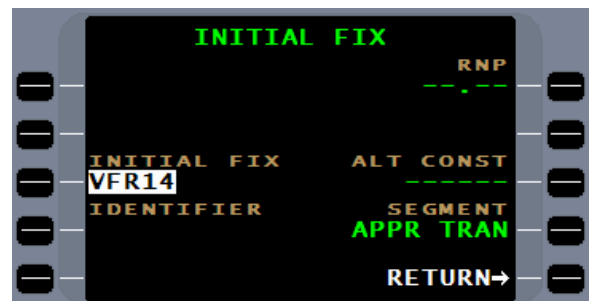 INITIAL FIX
RNP
--.--
INITIAL FIX ALT CONST
VFR14 ------
IDENTIFIER SEGMENT
APPR TRAN
RETURN→